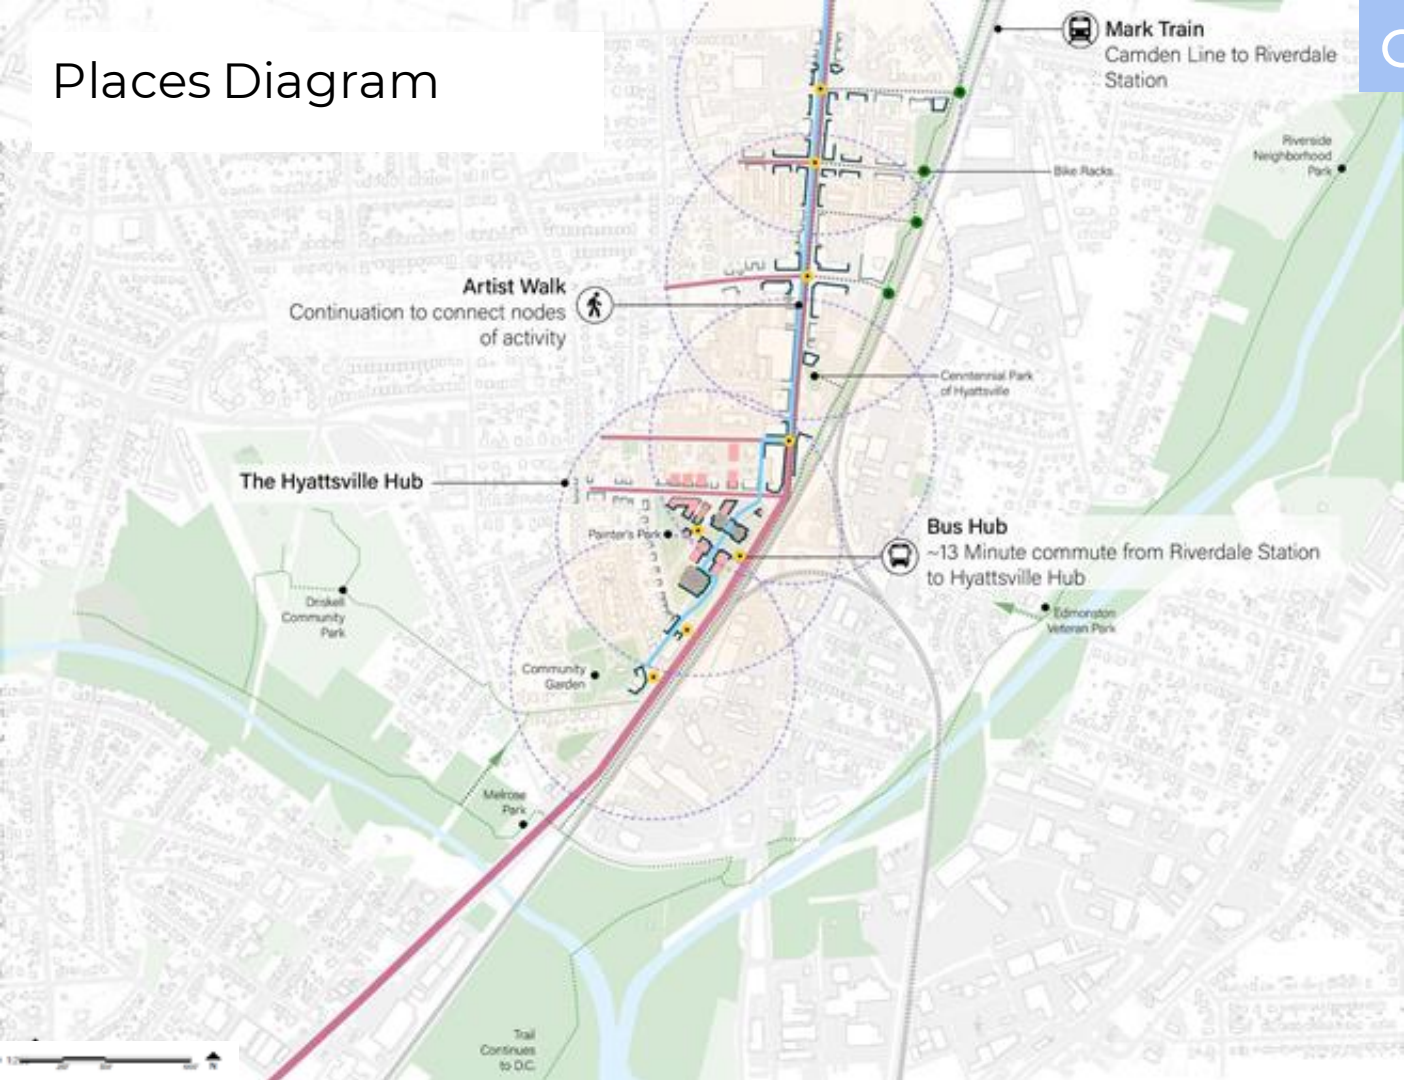 Places Diagram
Mark Train
Camden Line to Riverdale
Station
Riverside
Neighborhood
Park
Bike Racks
Artist Walk
Continuation to connect nodes
of activity
Cenntennial Park
of Hyattsville
The Hyattsville Hub
Painter's Park
Bus Hub
~13 Minute commute from Riverdale Station
to Hyattsville Hub
Driskell
Community
Park
Edmonston
Veteran Park
Community
Garden
Melrose
Park
Trail
Continues
to D.C.
N